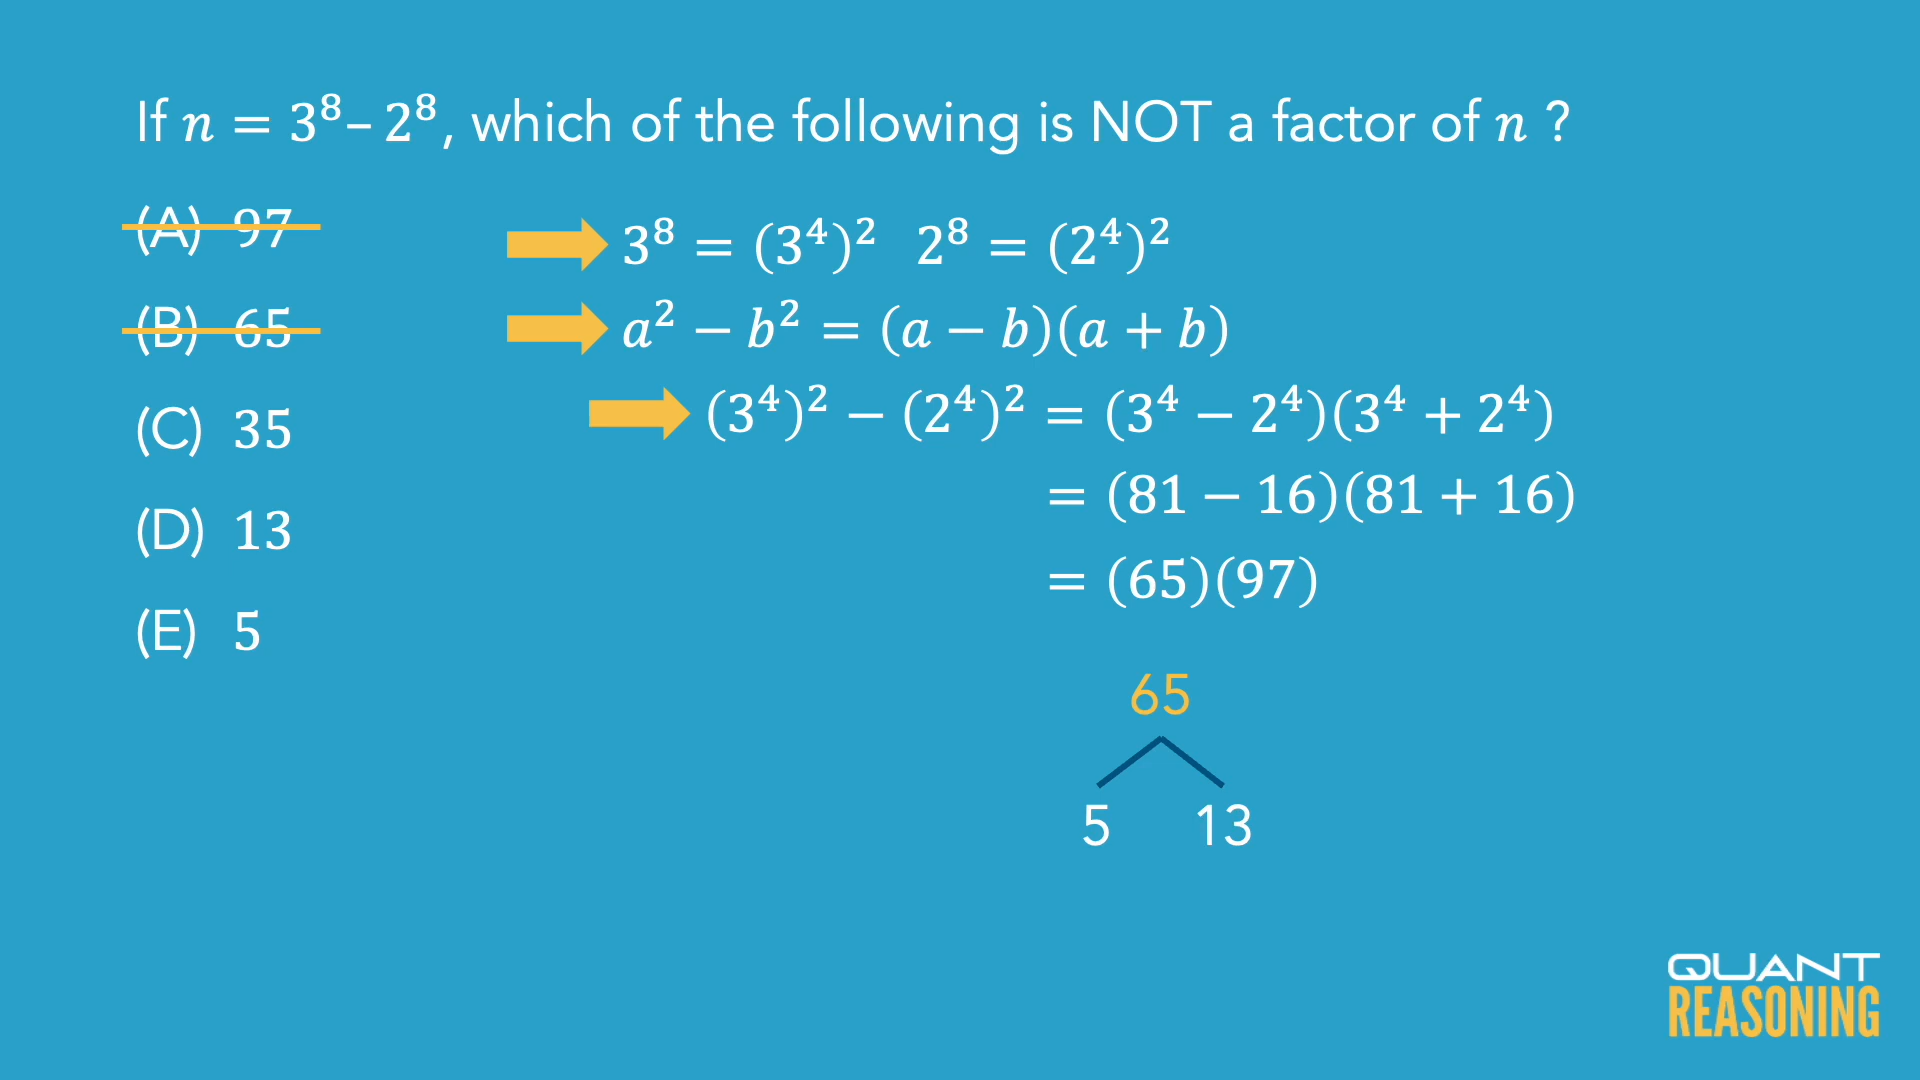 If n = 3⁸– 2⁸, which of the following is NOT a factor of n ?
(A) 97
(B) 65
(C) 35
(D) 13
(E) 5
3⁸ = (3⁴)² 2⁸ = (2⁴)²
a² − b² = (a − b)(a + b)
(3⁴)² − (2⁴)² = (3⁴ − 2⁴)(3⁴ + 2⁴)
= (81 − 16)(81 + 16)
= (65)(97)
65
5 13
QUANT
REASONING